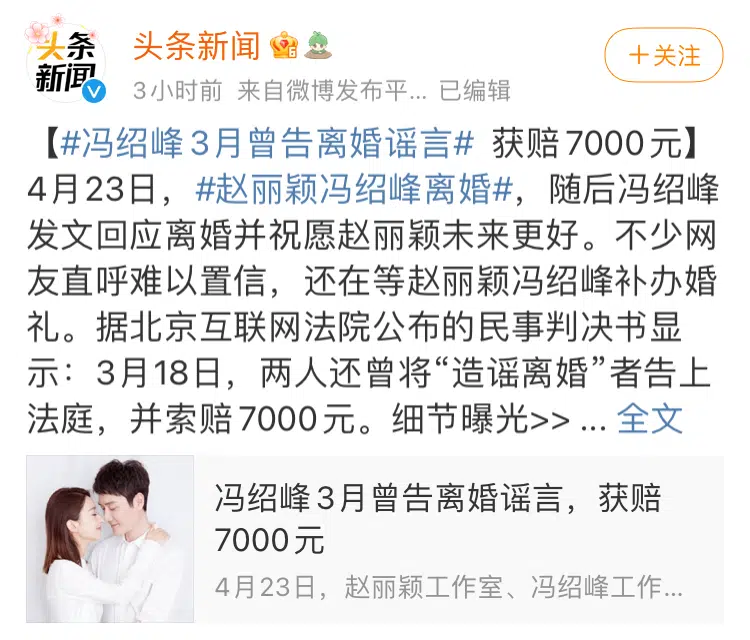 头条新闻
头条新闻
+关注
3小时前 来自微博发布平... 已编辑
【#冯绍峰3月曾告离婚谣言# 获赔7000元】
4月23日，#赵丽颖冯绍峰离婚#，随后冯绍峰
发文回应离婚并祝愿赵丽颖未来更好。不少网
友直呼难以置信，还在等赵丽颖冯绍峰补办婚
礼。据北京互联网法院公布的民事判决书显
示：3月18日，两人还曾将“造谣离婚”者告上
法庭，并索赔7000元。细节曝光>> ... 全文
冯绍峰3月曾告离婚谣言，获赔
7000元
4月23日，赵丽颖工作室、冯绍峰工作...